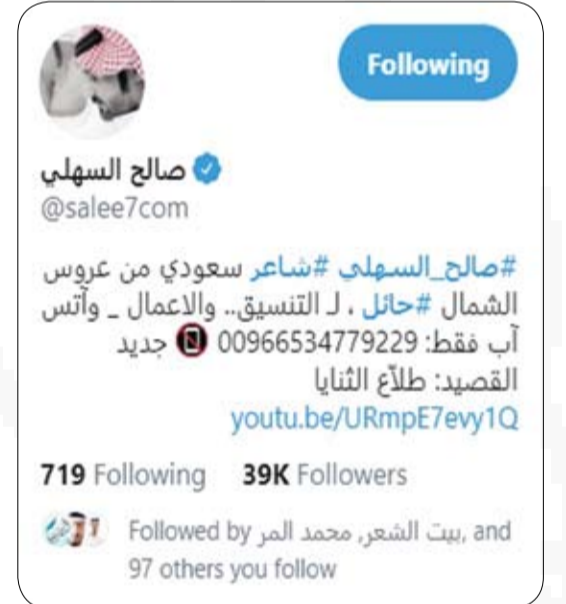 Following
صالح السهلي
@salee7com
#صالح_السهلي #شاعر سعودي من عروس
الشمال #حائل ، لـ التنسيق.. والاعمال _ وآتس
آب فقط: 00966534779229 📵 جديد
القصيد: طلاّع الثنايا
youtu.be/URmpE7evy1Q
719 Following 39K Followers
Followed by بيت الشعر, محمد المر, and
97 others you follow